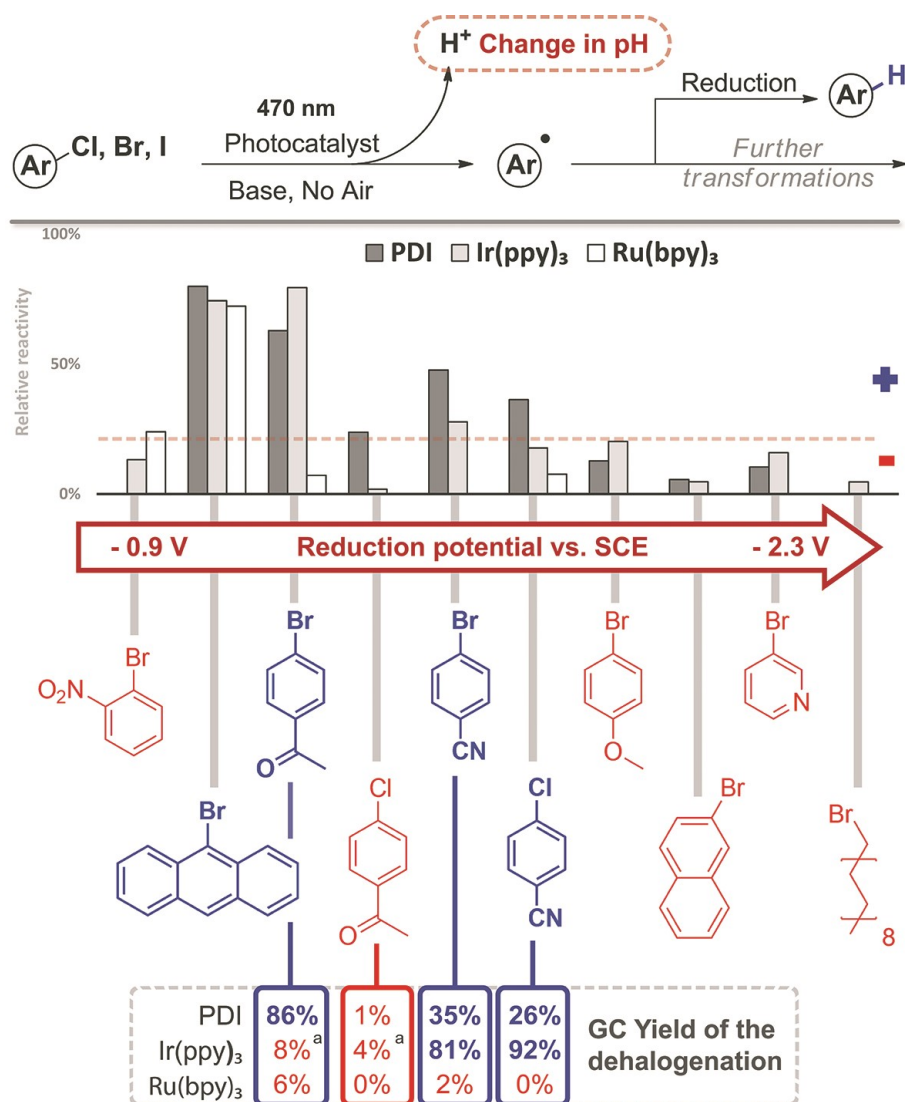 H⁺ Change in pH
470 nm
Photocatalyst
Base, No Air
Ar Cl, Br, I
Ar•
Reduction
Ar H
Further
transformations
100%
50%
0%
Relative reactivity
PDI Ir(ppy)₃ Ru(bpy)₃
+
-
- 0.9 V Reduction potential vs. SCE - 2.3 V
Br
O₂N
Br
Br
O
Cl
O
Br
CN
Cl
CN
Br
O
Br
Br
N
Br
8
PDI 86% 1% 35% 26%
Ir(ppy)₃ 8%ᵃ 4%ᵃ 81% 92%
Ru(bpy)₃ 6% 0% 2% 0%
GC Yield of the
dehalogenation